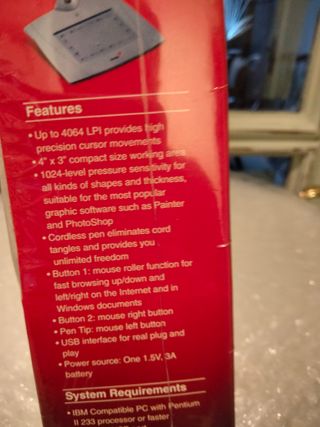 Features
• Up to 4064 LPI provides high
precision cursor movements
• 4" x 3" compact size working area
• 1024-level pressure sensitivity for
all kinds of shapes and thickness,
suitable for the most popular
graphic software such as Painter
and PhotoShop
• Cordless pen eliminates cord
tangles and provides you
unlimited freedom
• Button 1: mouse roller function for
fast browsing up/down and
left/right on the Internet and in
Windows documents
• Button 2: mouse right button
• Pen Tip: mouse left button
• USB interface for real plug and
play
• Power source: One 1.5V, 3A
battery
System Requirements
• IBM Compatible PC with Pentium
II 233 processor or faster